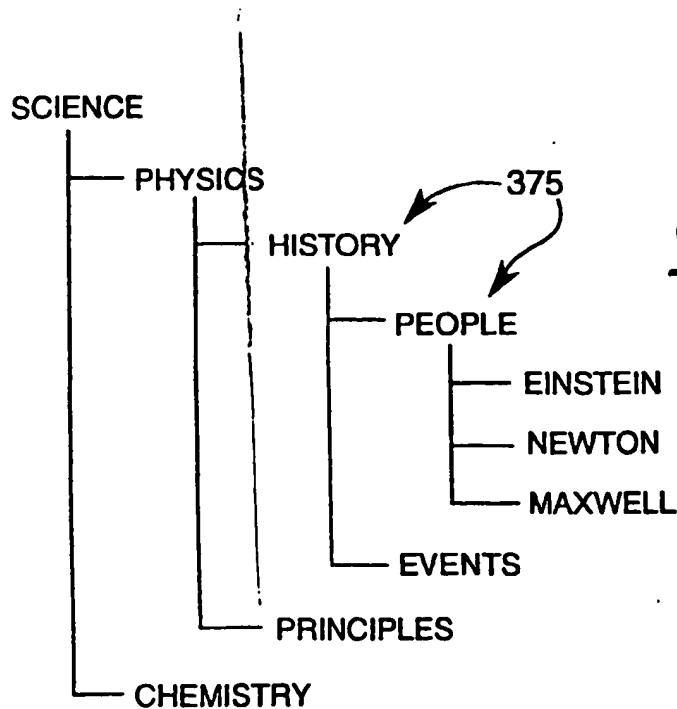 SCIENCE
PHYSICS
375
HISTORY
PEOPLE
EINSTEIN
NEWTON
MAXWELL
EVENTS
PRINCIPLES
CHEMISTRY